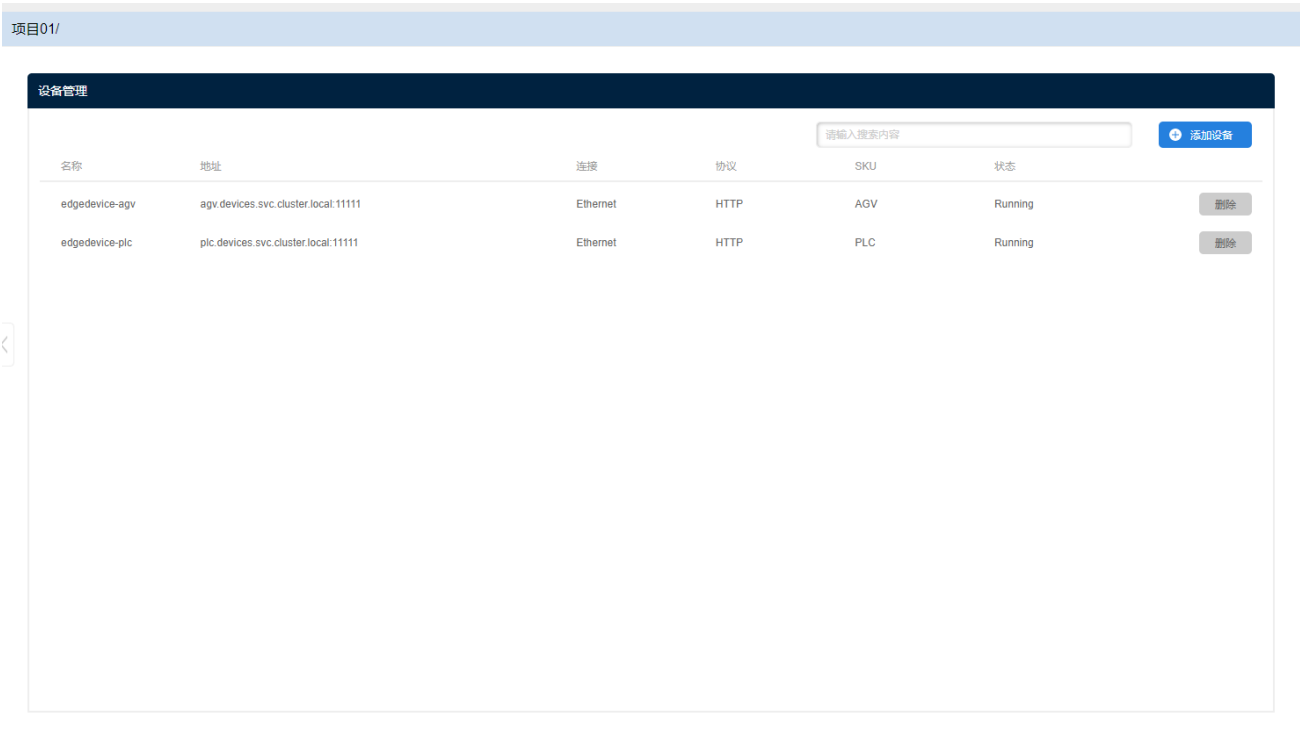 项目01/
设备管理
请输入搜索内容 添加设备
名称 地址 连接 协议 SKU 状态
edgedevice-agv agv.devices.svc.cluster.local:11111 Ethernet HTTP AGV Running 删除
edgedevice-plc plc.devices.svc.cluster.local:11111 Ethernet HTTP PLC Running 删除